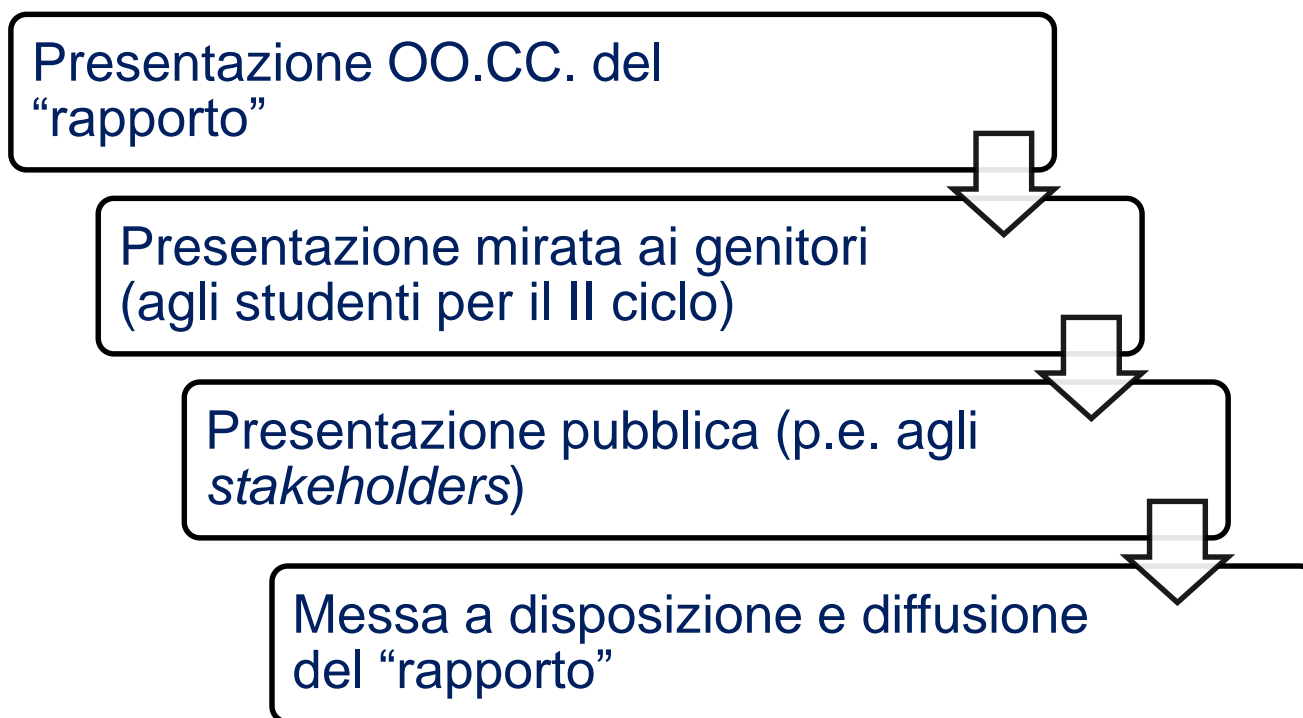 Presentazione OO.CC. del
“rapporto”
Presentazione mirata ai genitori
(agli studenti per il II ciclo)
Presentazione pubblica (p.e. agli
stakeholders)
Messa a disposizione e diffusione
del “rapporto”